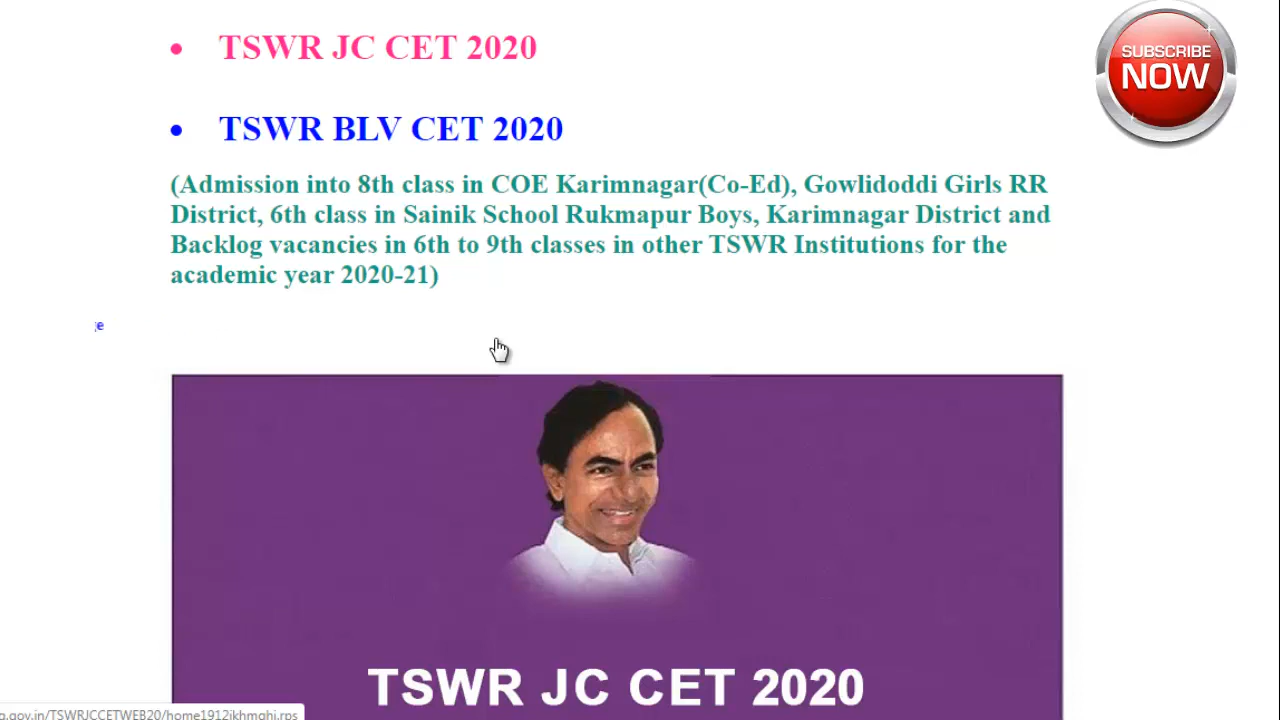 TSWR JC CET 2020
SUBSCRIBE
NOW
TSWR BLV CET 2020
(Admission into 8th class in COE Karimnagar(Co-Ed), Gowlidoddi Girls RR
District, 6th class in Sainik School Rukmapur Boys, Karimnagar District and
Backlog vacancies in 6th to 9th classes in other TSWR Institutions for the
academic year 2020-21)
TSWR JC CET 2020